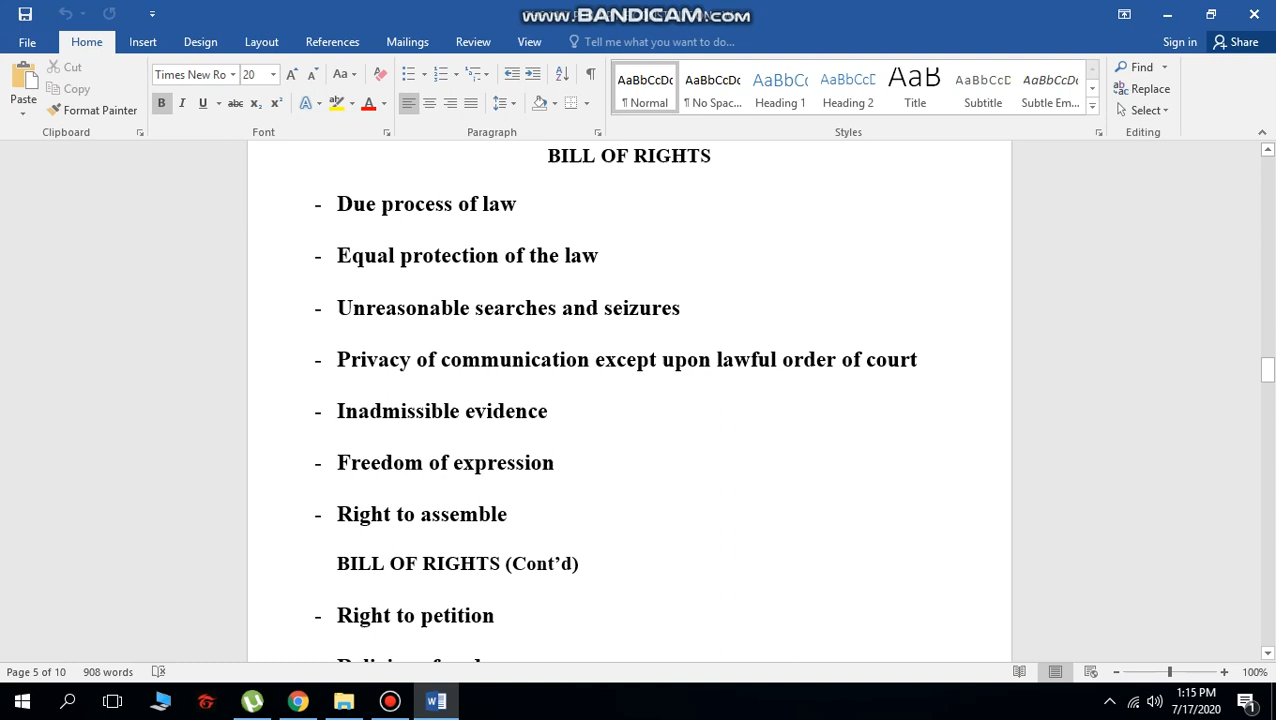 www.BANDICAM.com
File Home Insert Design Layout References Mailings Review View Tell me what you want to do... Sign in Share
Paste
Cut
Copy
Format Painter
Clipboard
Times New Ro 20
Font
Paragraph
AaBbCcDc AaBbCcDc AaBbCc AaBbCcD AaB AaBbCcD AaBbCcDc
¶ Normal ¶ No Spac... Heading 1 Heading 2 Title Subtitle Subtle Em...
Styles
Find
Replace
Select
Editing
BILL OF RIGHTS
- Due process of law
- Equal protection of the law
- Unreasonable searches and seizures
- Privacy of communication except upon lawful order of court
- Inadmissible evidence
- Freedom of expression
- Right to assemble
BILL OF RIGHTS (Cont’d)
- Right to petition
Page 5 of 10 908 words 100%
1:15 PM
7/17/2020